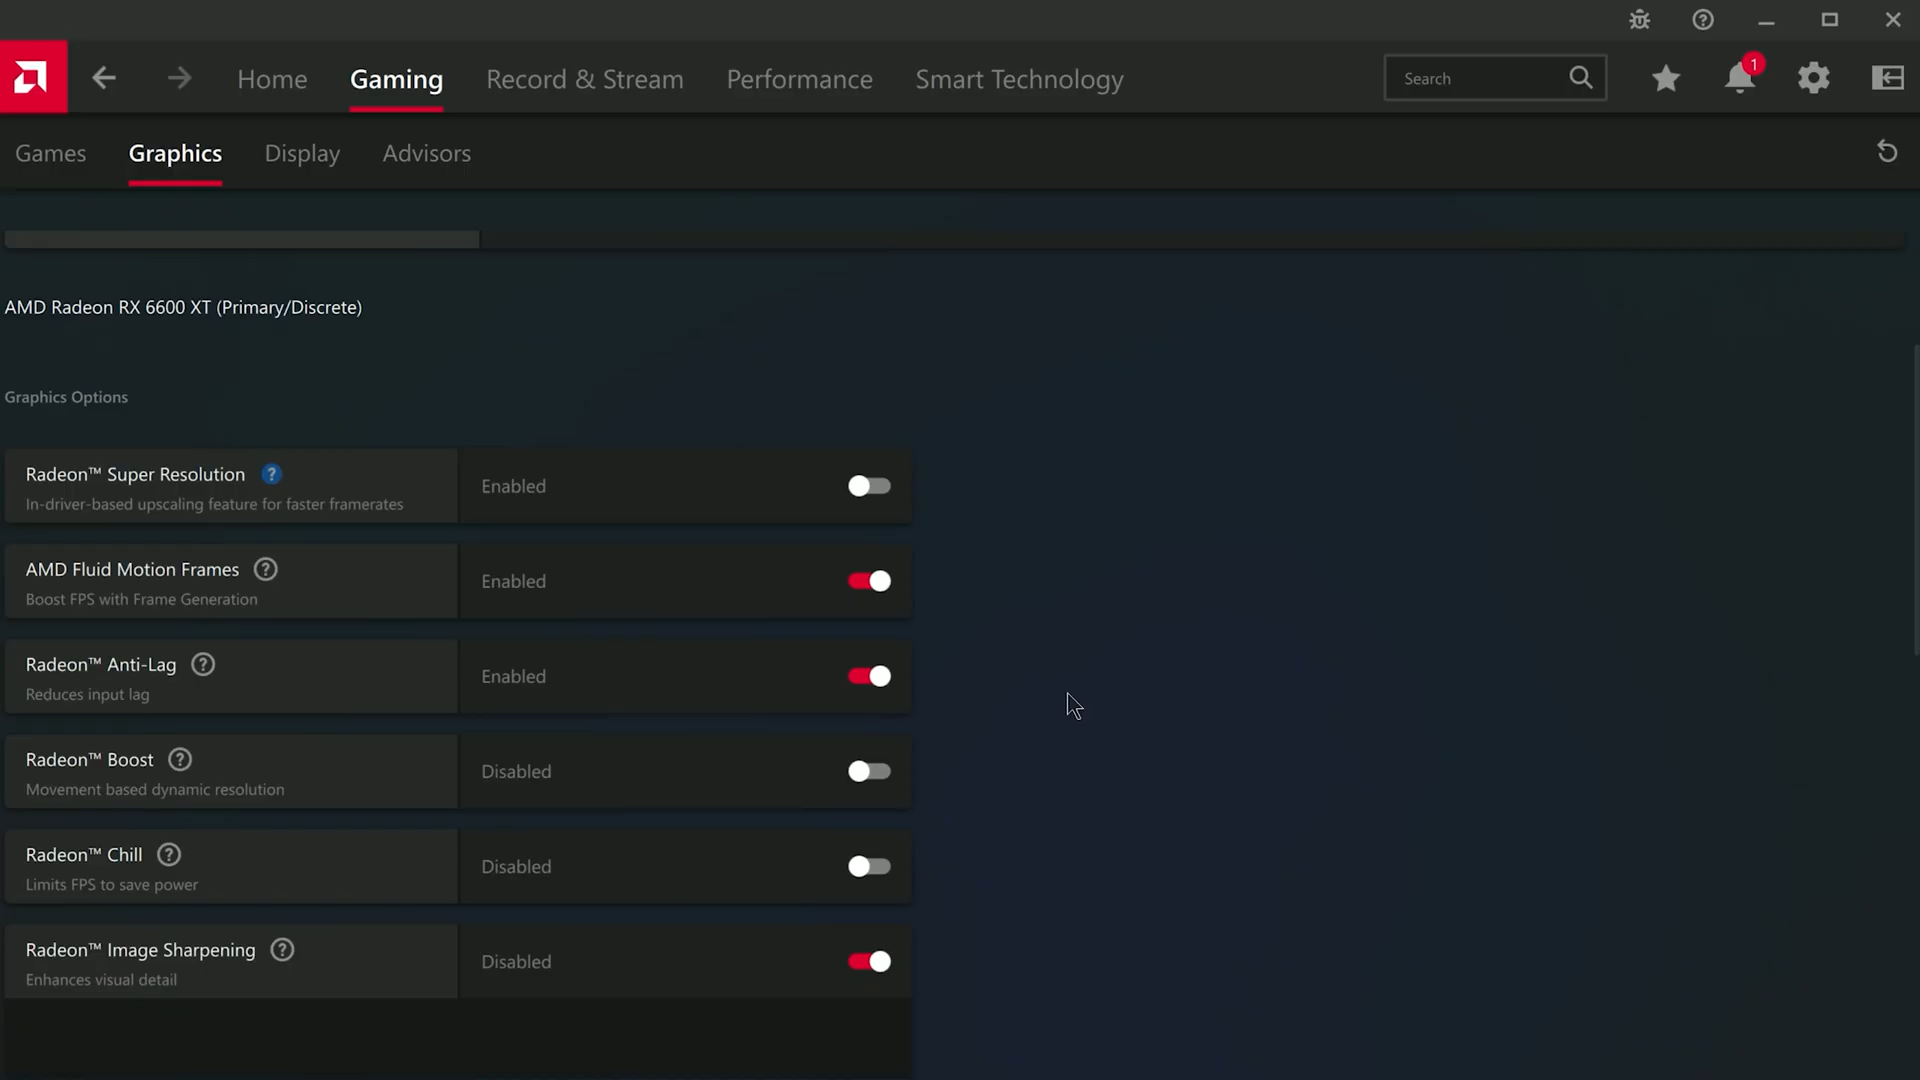 Home Gaming Record & Stream Performance Smart Technology Search 1
Games Graphics Display Advisors
AMD Radeon RX 6600 XT (Primary/Discrete)
Graphics Options
Radeon™ Super Resolution ? Enabled
In-driver-based upscaling feature for faster framerates
AMD Fluid Motion Frames ? Enabled
Boost FPS with Frame Generation
Radeon™ Anti-Lag ? Enabled
Reduces input lag
Radeon™ Boost ? Disabled
Movement based dynamic resolution
Radeon™ Chill ? Disabled
Limits FPS to save power
Radeon™ Image Sharpening ? Disabled
Enhances visual detail